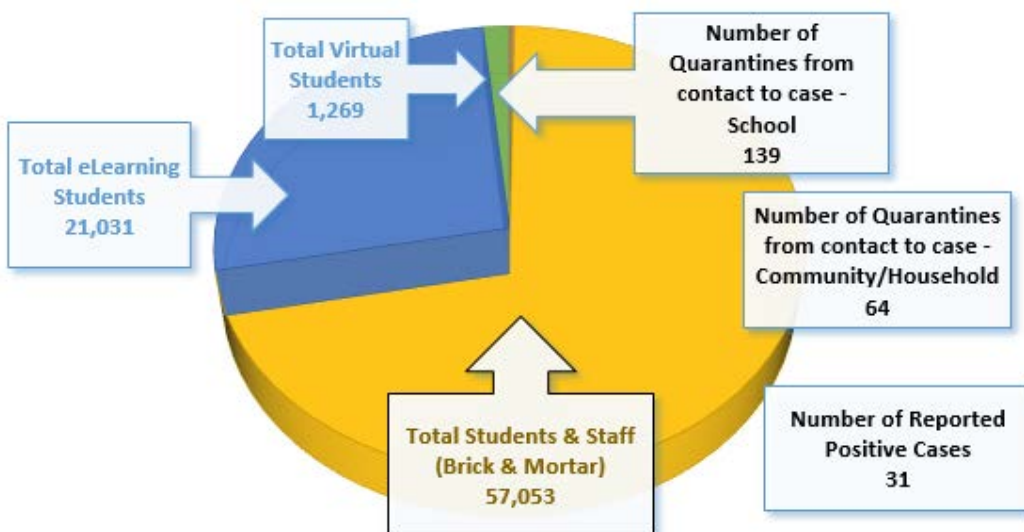 Total Virtual
Students
1,269
Number of
Quarantines from
contact to case -
School
139
Total eLearning
Students
21,031
Number of Quarantines
from contact to case -
Community/Household
64
Total Students & Staff
(Brick & Mortar)
57,053
Number of Reported
Positive Cases
31